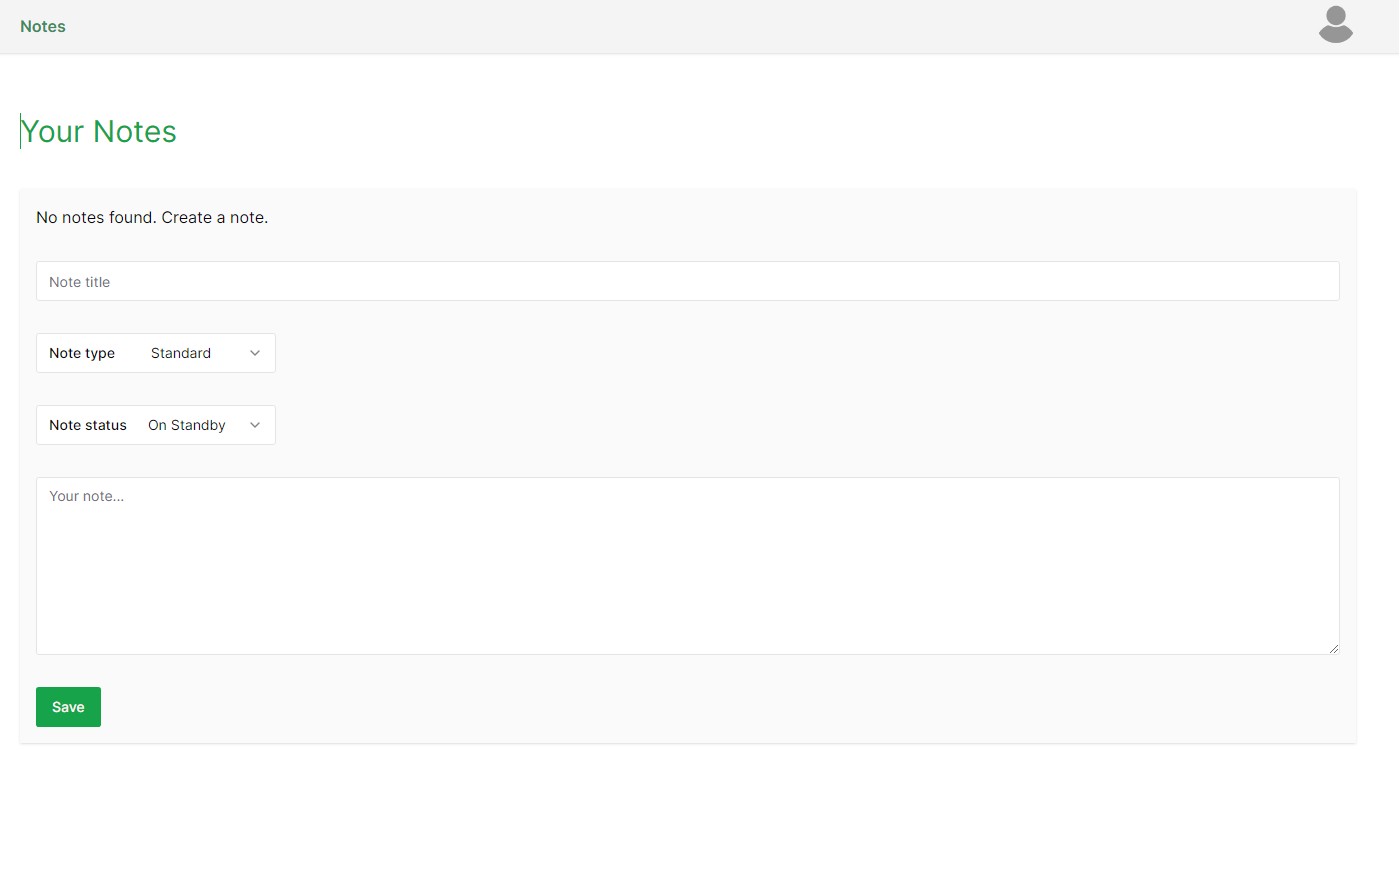 Notes
Your Notes
No notes found. Create a note.
Note title
Note type Standard
Note status On Standby
Your note...
Save